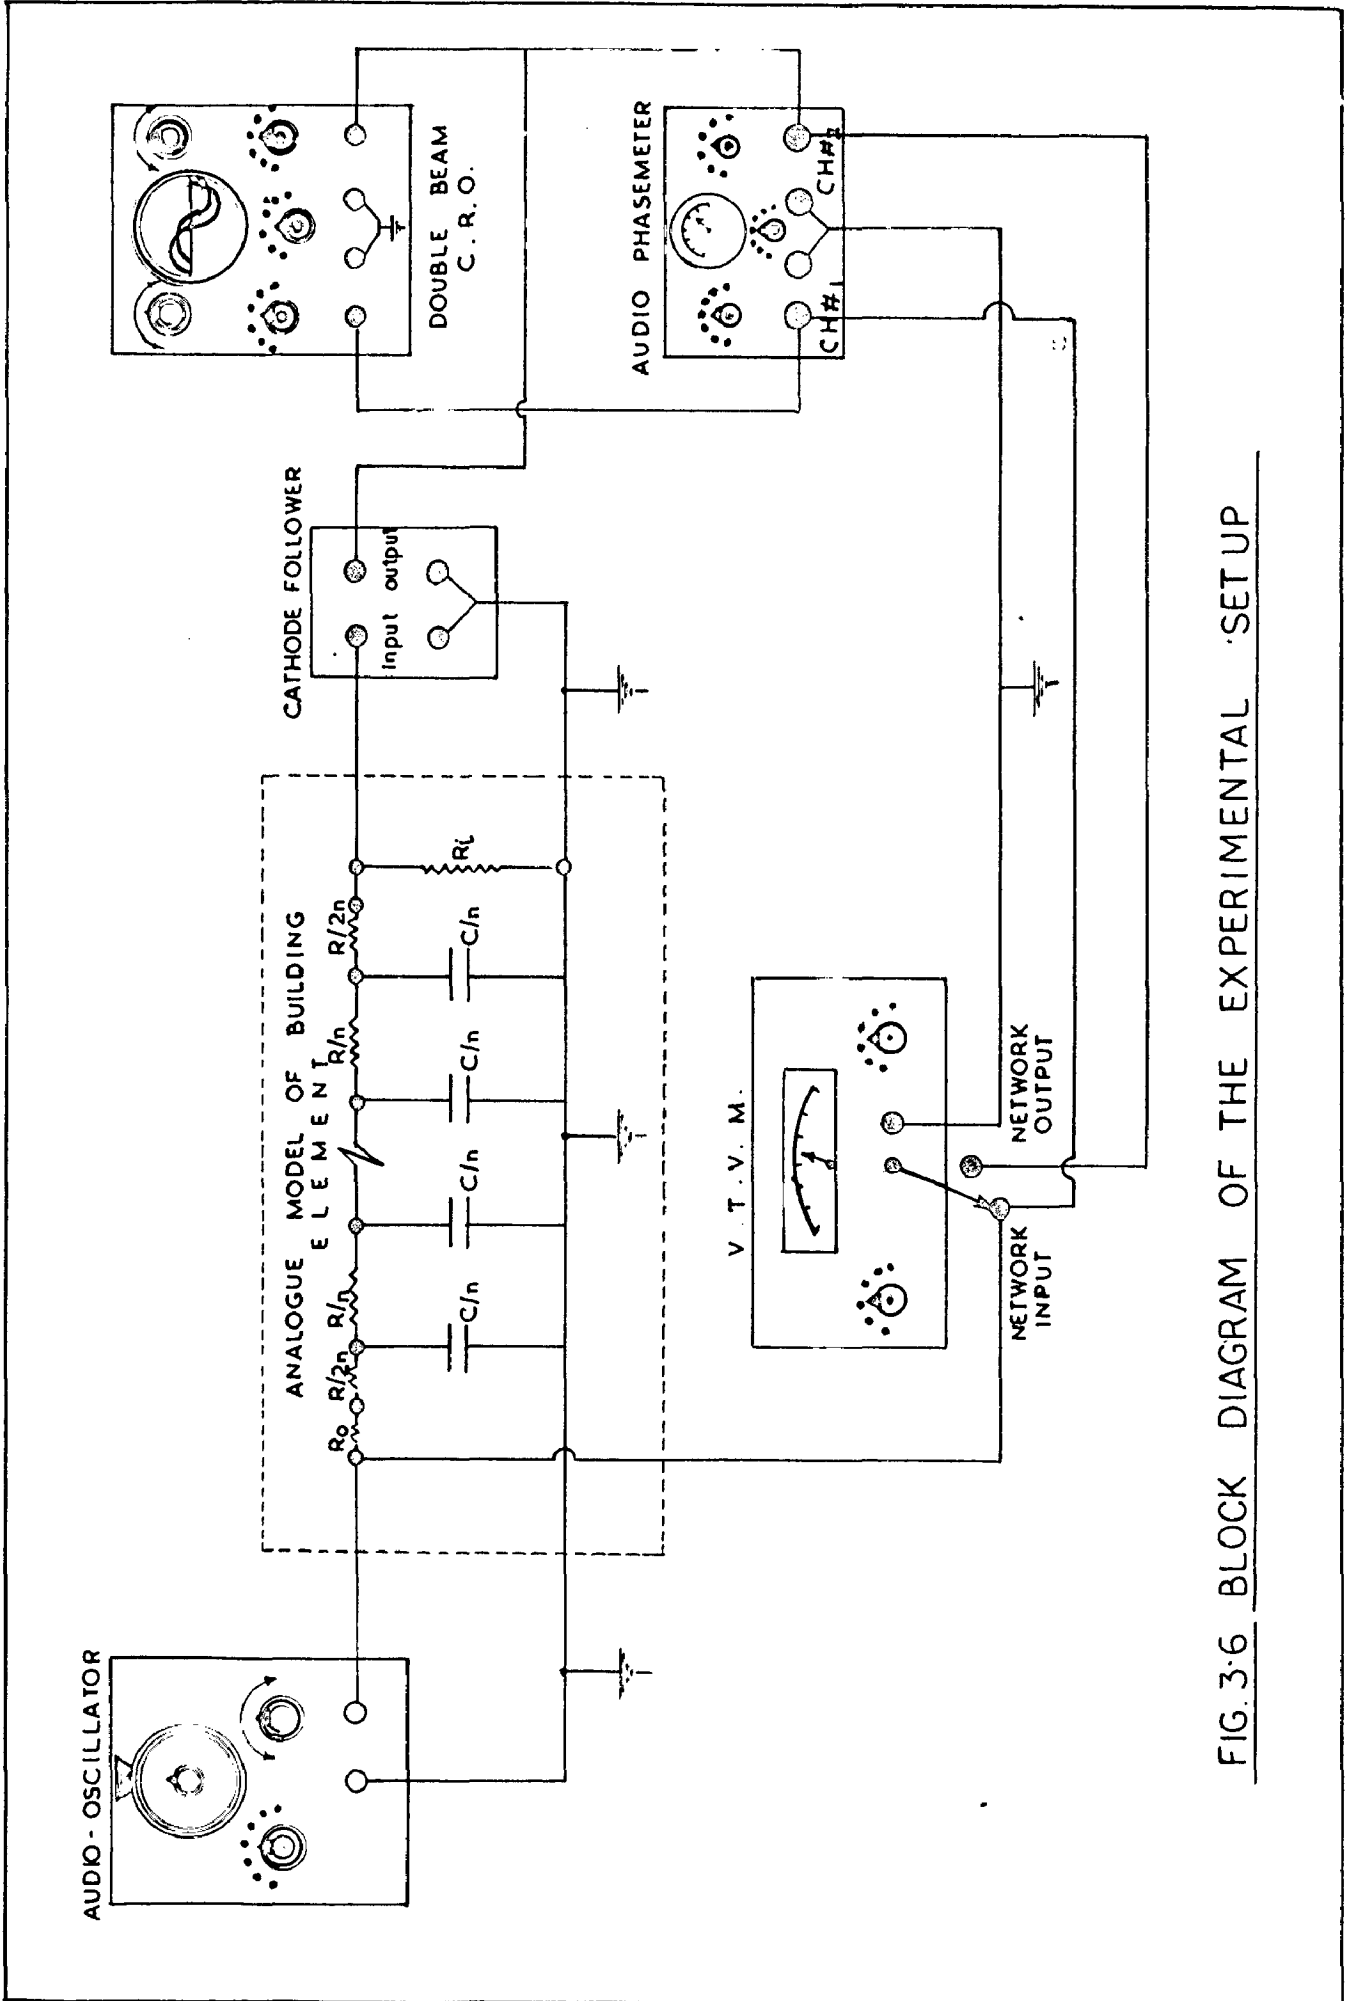 AUDIO-OSCILLATOR
ANALOGUE MODEL OF BUILDING
ELEMENT
Ro
R/2n
R/n
R/n
R/2n
C/n
C/n
C/n
C/n
Ri
CATHODE FOLLOWER
input
output
DOUBLE BEAM
C. R. O.
AUDIO PHASEMETER
CH#1
CH#2
V. T. V. M.
NETWORK
INPUT
NETWORK
OUTPUT
FIG. 3·6 BLOCK DIAGRAM OF THE EXPERIMENTAL SET UP